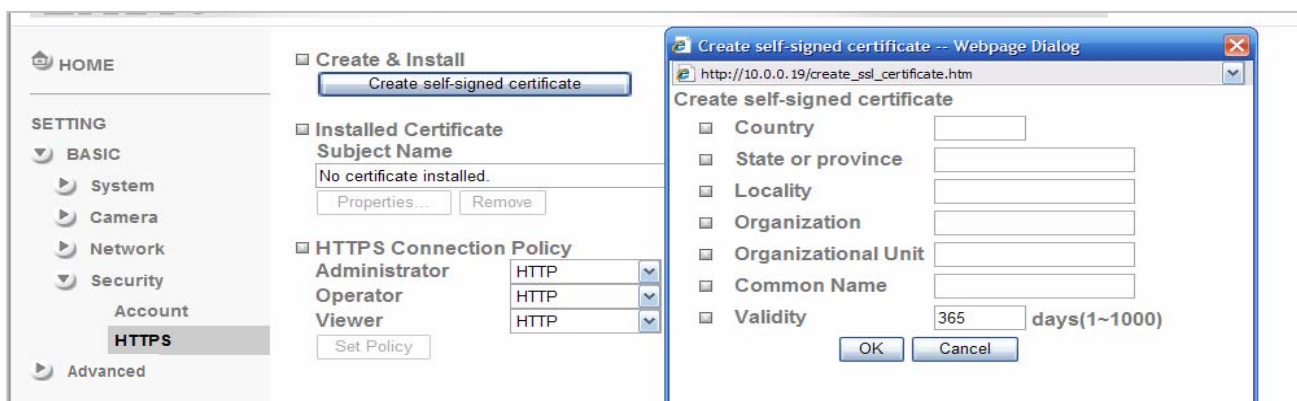 HOME
SETTING
BASIC
System
Camera
Network
Security
Account
HTTPS
Advanced
Create & Install
Create self-signed certificate
Installed Certificate
Subject Name
No certificate installed.
Properties... Remove
HTTPS Connection Policy
Administrator HTTP
Operator HTTP
Viewer HTTP
Set Policy
Create self-signed certificate -- Webpage Dialog
http://10.0.0.19/create_ssl_certificate.htm
Create self-signed certificate
Country
State or province
Locality
Organization
Organizational Unit
Common Name
Validity 365 days(1~1000)
OK Cancel